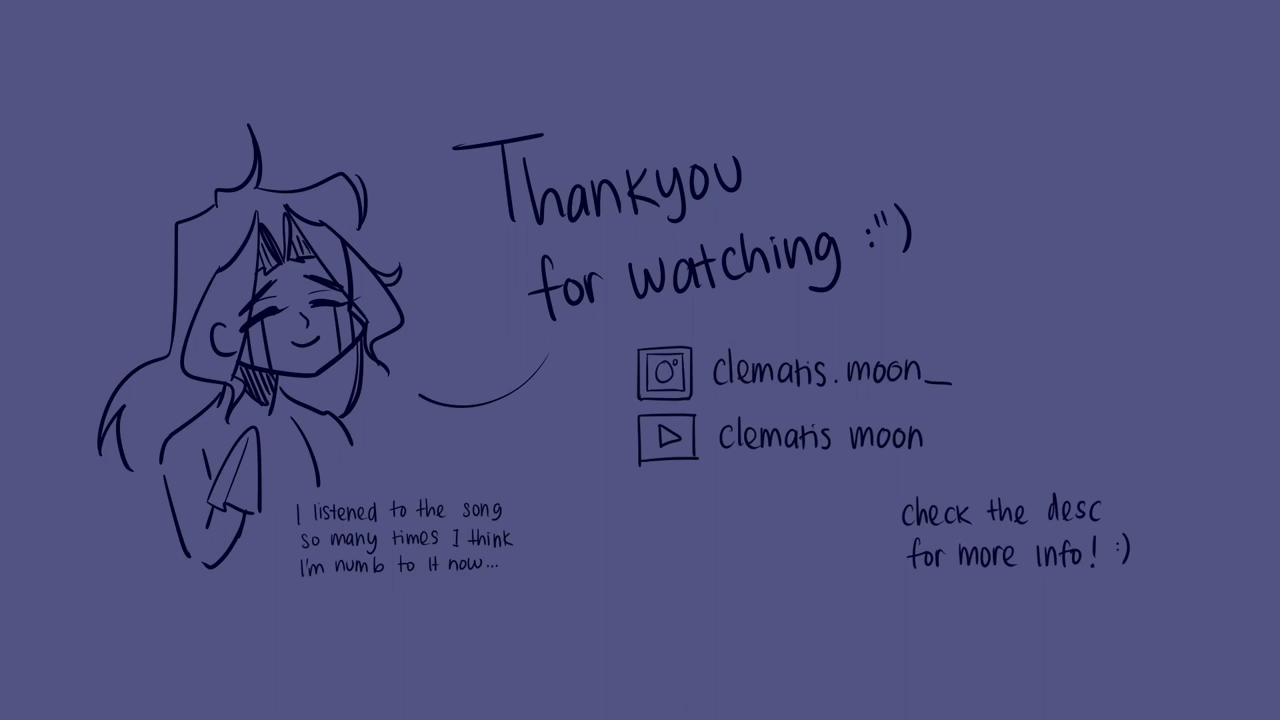 Thankyou
for watching :")
clematis.moon_
clematis moon
I listened to the song
so many times I think
I'm numb to it now...
check the desc
for more info! :)